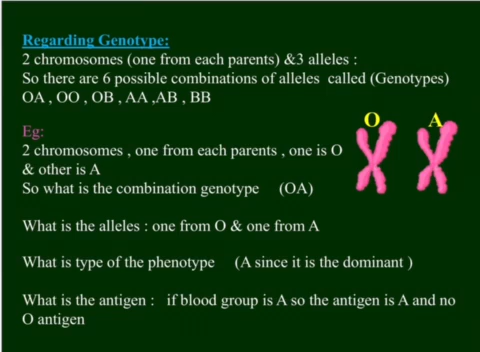 Regarding Genotype:
2 chromosomes (one from each parents) &3 alleles :
So there are 6 possible combinations of alleles called (Genotypes)
OA , OO , OB , AA ,AB , BB
Eg:
2 chromosomes , one from each parents , one is O
& other is A
So what is the combination genotype (OA)
O A
What is the alleles : one from O & one from A
What is type of the phenotype (A since it is the dominant )
What is the antigen : if blood group is A so the antigen is A and no
O antigen